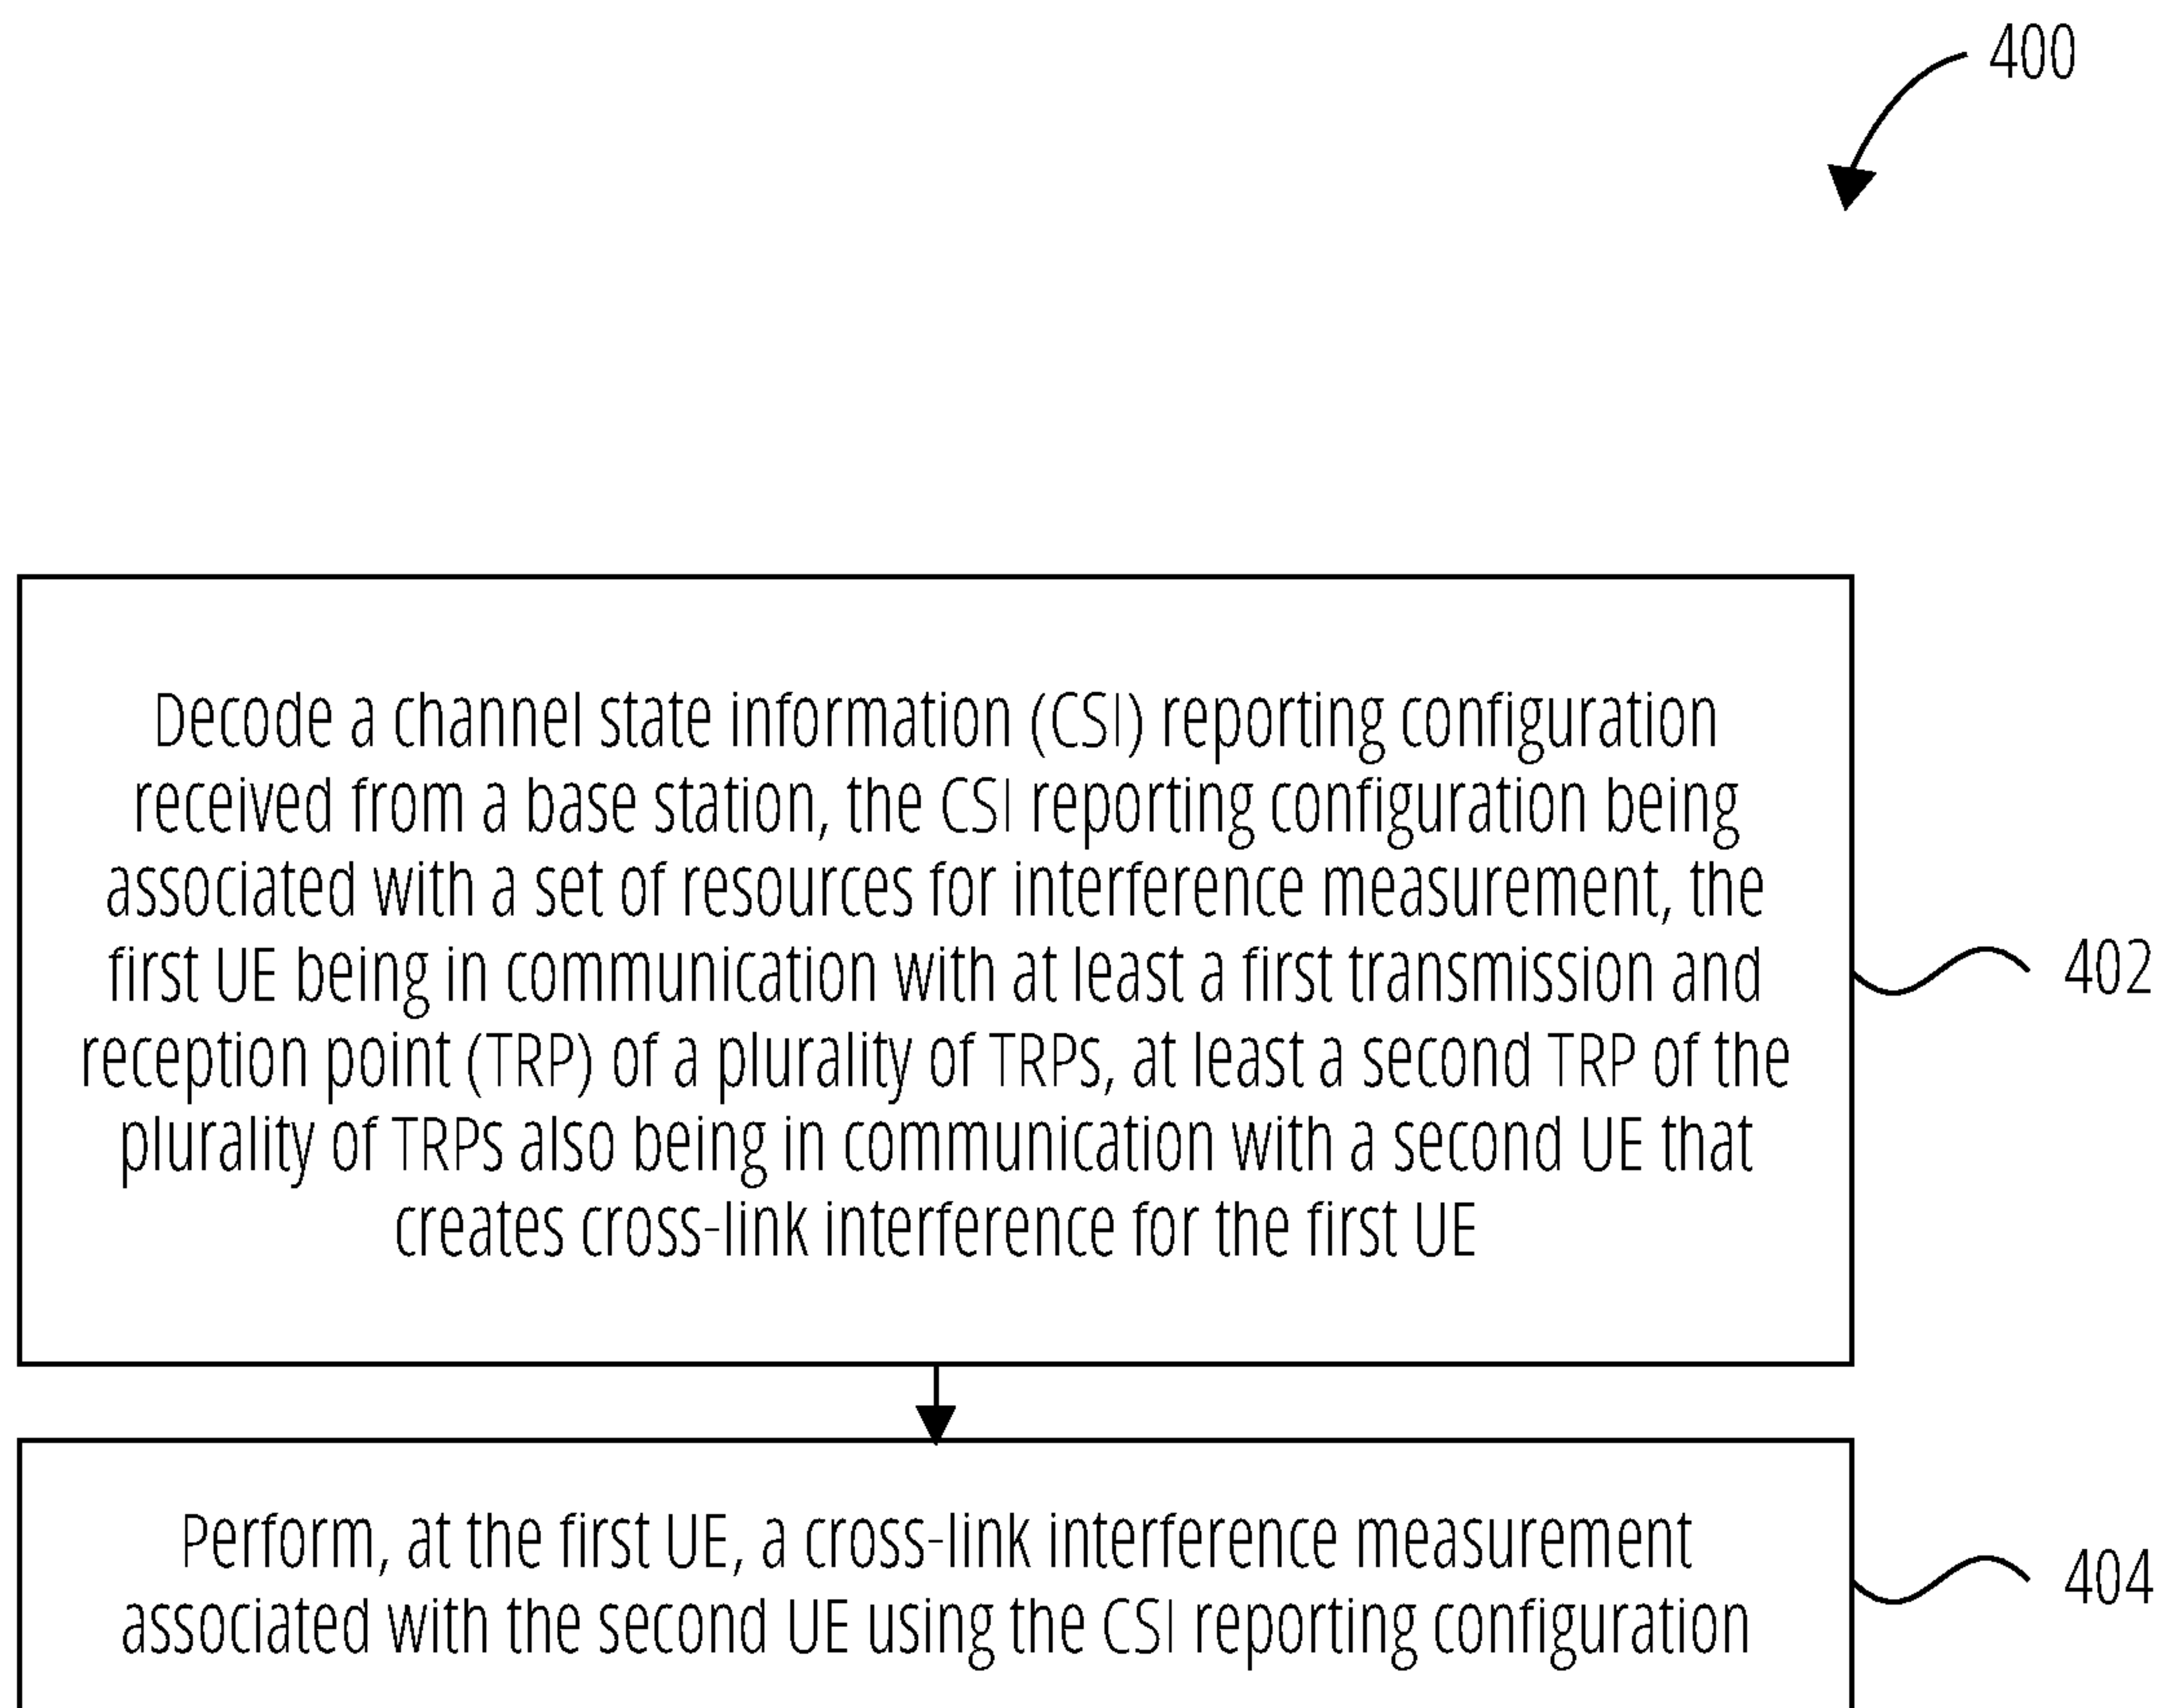 400
Decode a channel state information (CSI) reporting configuration
received from a base station, the CSI reporting configuration being
associated with a set of resources for interference measurement, the
first UE being in communication with at least a first transmission and
reception point (TRP) of a plurality of TRPs, at least a second TRP of the
plurality of TRPs also being in communication with a second UE that
creates cross-link interference for the first UE
402
Perform, at the first UE, a cross-link interference measurement
associated with the second UE using the CSI reporting configuration
404